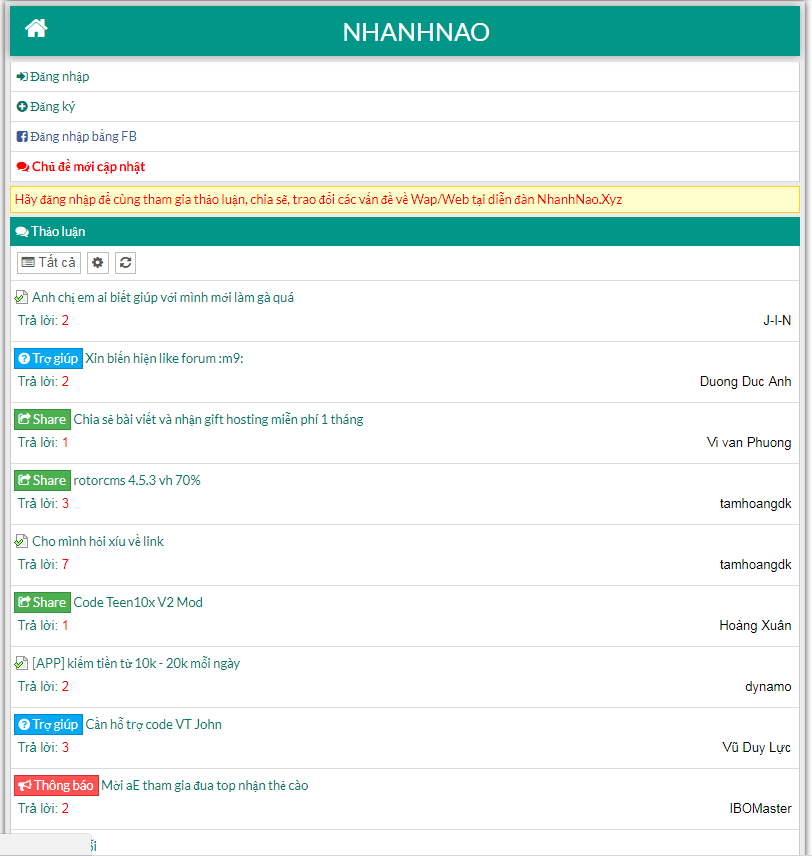 NHANHNAO
Đăng nhập
Đăng ký
Đăng nhập bằng FB
Chủ đề mới cập nhật
Hãy đăng nhập để cùng tham gia thảo luận, chia sẽ, trao đổi các vấn đề về Wap/Web tại diễn đàn NhanhNao.Xyz
Thảo luận
Tất cả
Anh chị em ai biết giúp với mình mới làm gà quá
Trả lời: 2 J-I-N
Trợ giúp Xin biến hiện like forum :m9:
Trả lời: 2 Duong Duc Anh
Share Chia sẻ bài viết và nhận gift hosting miễn phí 1 tháng
Trả lời: 1 Vi van Phuong
Share rotorcms 4.5.3 vh 70%
Trả lời: 3 tamhoangdk
Cho mình hỏi xíu về link
Trả lời: 7 tamhoangdk
Share Code Teen10x V2 Mod
Trả lời: 1 Hoàng Xuân
[APP] kiếm tiền từ 10k - 20k mỗi ngày
Trả lời: 2 dynamo
Trợ giúp Cần hỗ trợ code VT John
Trả lời: 3 Vũ Duy Lực
Thông báo Mời aE tham gia đua top nhận thẻ cào
Trả lời: 2 IBOMaster